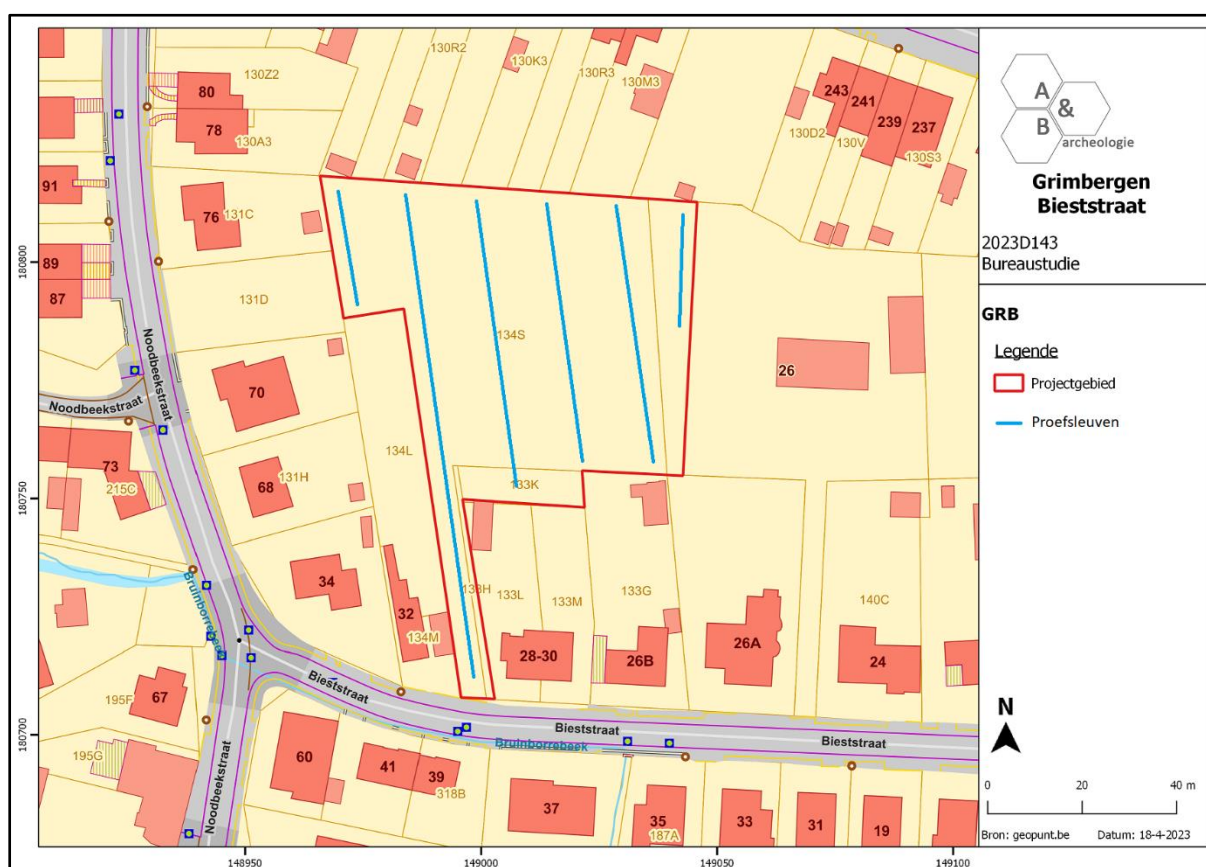 130R2
130K3
130R3
130M3
130Z2
80
78
130A3
243
241
239
237
130D2
130V
130S3
91
76
131C
89
87
131D
134S
26
Noodbeekstraat
Noodbeekstraat
70
134L
73
215C
68
131H
133K
34
32
134M
133H
133L
133M
133G
140C
28-30
26B
26A
24
Bruinborrebeek
67
195F
195G
60
41
39
318B
37
35
187A
33
31
19
Bieststraat
Bieststraat
Bieststraat
Bruinborrebeek
Noodbeekstraat
180800
180750
180700
148950
149000
149050
149100
A
&
B
archeologie
Grimbergen
Bieststraat
2023D143
Bureaustudie
GRB
Legende
Projectgebied
Proefsleuven
N
0 20 40 m
Bron: geopunt.be Datum: 18-4-2023